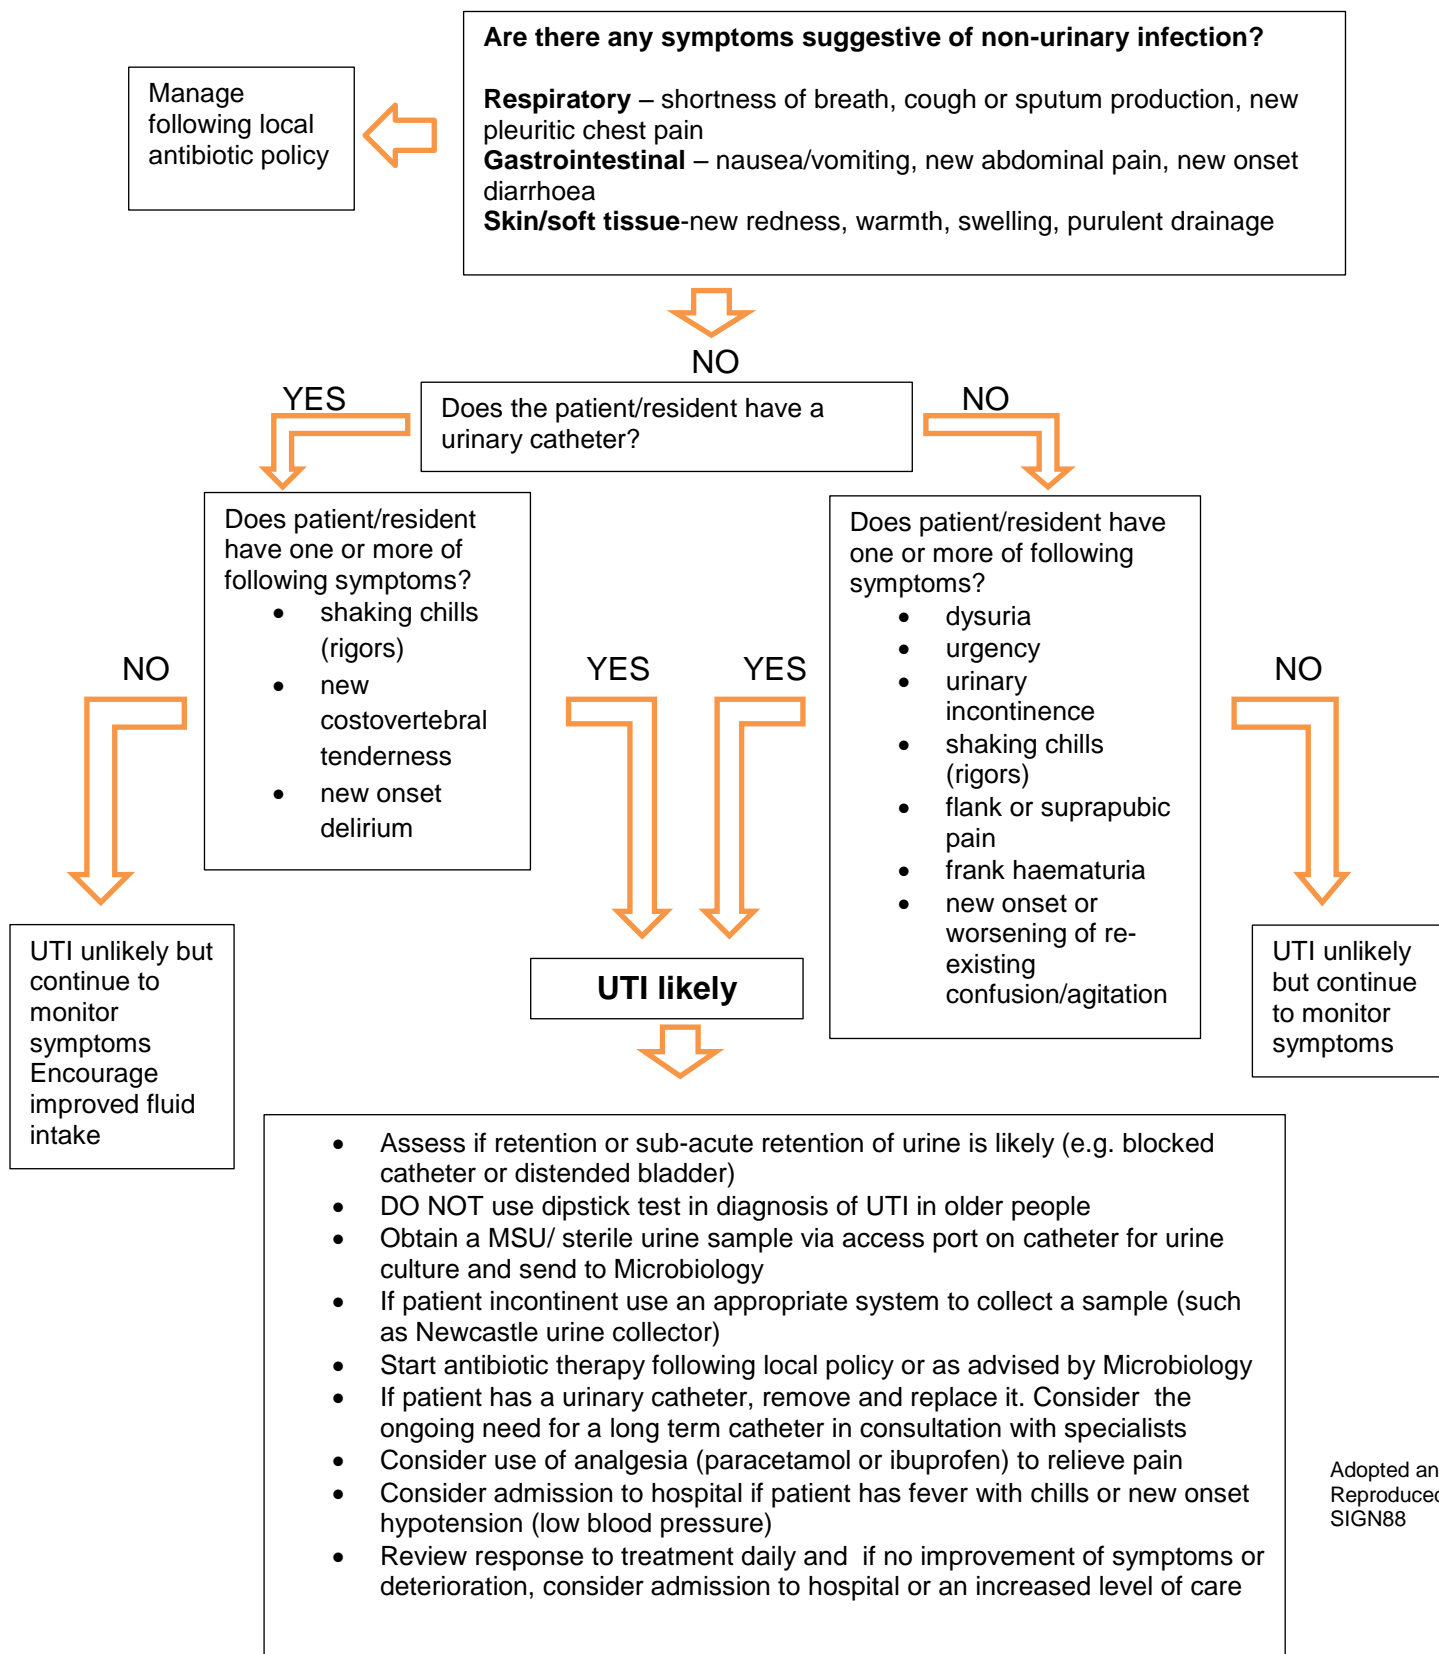 Are there any symptoms suggestive of non-urinary infection?
Respiratory – shortness of breath, cough or sputum production, new
pleuritic chest pain
Gastrointestinal – nausea/vomiting, new abdominal pain, new onset
diarrhoea
Skin/soft tissue-new redness, warmth, swelling, purulent drainage
Manage
following local
antibiotic policy
NO
YES
Does the patient/resident have a
urinary catheter?
NO
Does patient/resident
have one or more of
following symptoms?
• shaking chills
(rigors)
• new
costovertebral
tenderness
• new onset
delirium
Does patient/resident have
one or more of following
symptoms?
• dysuria
• urgency
• urinary
incontinence
• shaking chills
(rigors)
• flank or suprapubic
pain
• frank haematuria
• new onset or
worsening of re-
existing
confusion/agitation
NO
YES
YES
NO
UTI unlikely but
continue to
monitor
symptoms
Encourage
improved fluid
intake
UTI likely
UTI unlikely
but continue
to monitor
symptoms
• Assess if retention or sub-acute retention of urine is likely (e.g. blocked
catheter or distended bladder)
• DO NOT use dipstick test in diagnosis of UTI in older people
• Obtain a MSU/ sterile urine sample via access port on catheter for urine
culture and send to Microbiology
• If patient incontinent use an appropriate system to collect a sample (such
as Newcastle urine collector)
• Start antibiotic therapy following local policy or as advised by Microbiology
• If patient has a urinary catheter, remove and replace it. Consider  the
ongoing need for a long term catheter in consultation with specialists
• Consider use of analgesia (paracetamol or ibuprofen) to relieve pain
• Consider admission to hospital if patient has fever with chills or new onset
hypotension (low blood pressure)
• Review response to treatment daily and  if no improvement of symptoms or
deterioration, consider admission to hospital or an increased level of care
Adopted an
Reproduced
SIGN88